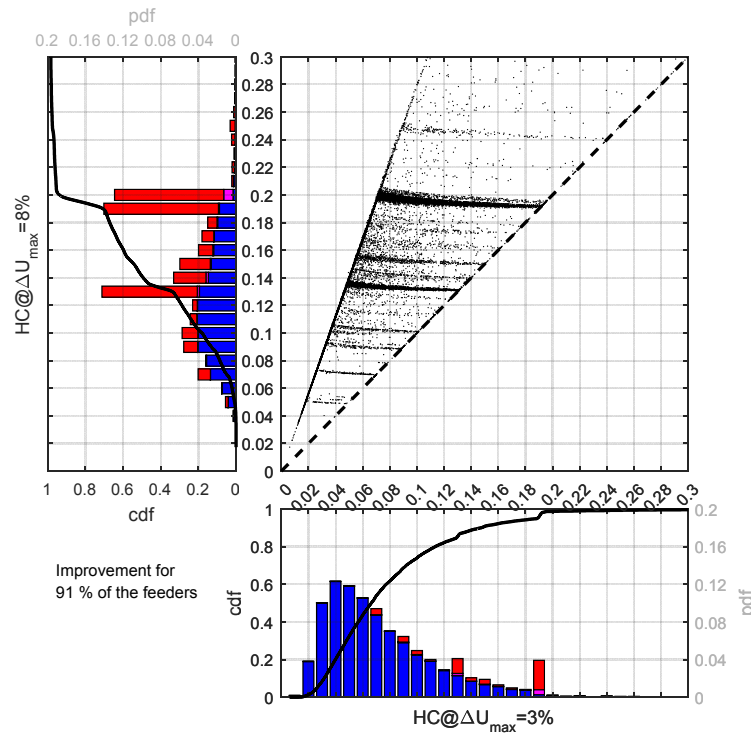 pdf
0.2 0.16 0.12 0.08 0.04 0
0.3
0.28
0.26
0.24
0.22
0.2
0.18
0.16
0.14
0.12
0.1
0.08
0.06
0.04
0.02
0
HC@ΔU_max=8%
1 0.8 0.6 0.4 0.2 0
cdf
0 0.02 0.04 0.06 0.08 0.1 0.12 0.14 0.16 0.18 0.2 0.22 0.24 0.26 0.28 0.3
Improvement for
91 % of the feeders
1
0.8
0.6
0.4
0.2
0
cdf
0.2
0.16
0.12
0.08
0.04
0
pdf
HC@ΔU_max=3%